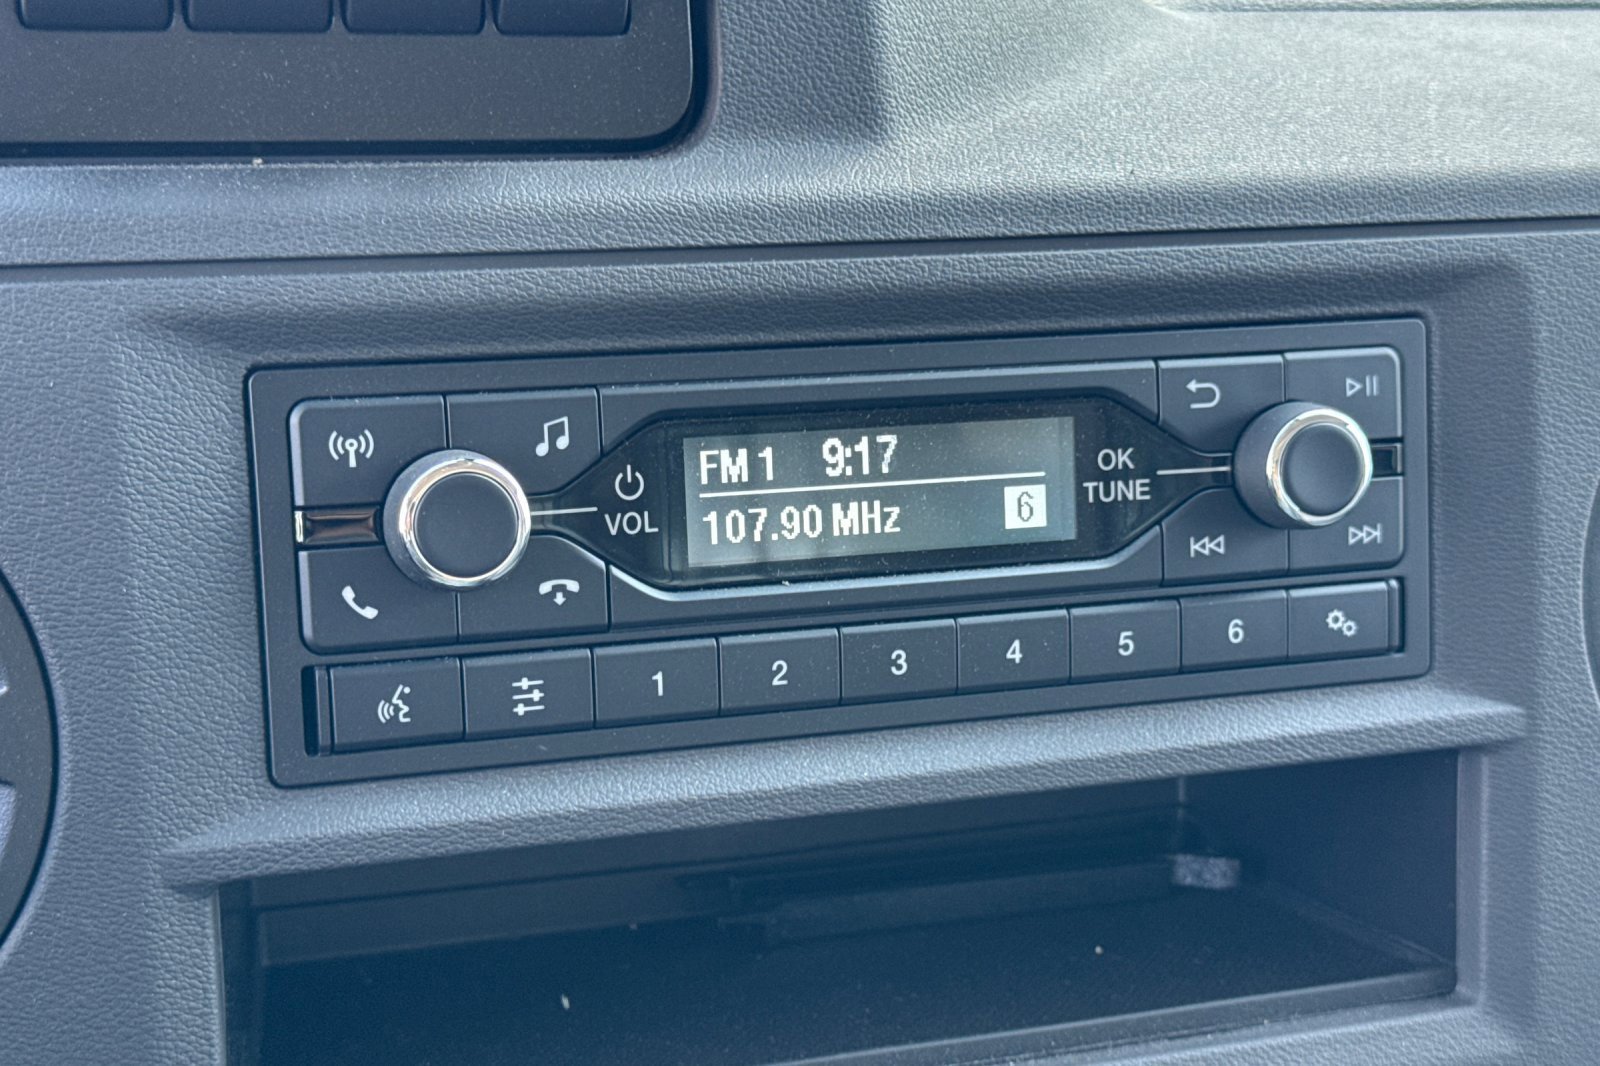 FM 1 9:17
107.90 MHz 6
VOL
OK
TUNE
1 2 3 4 5 6